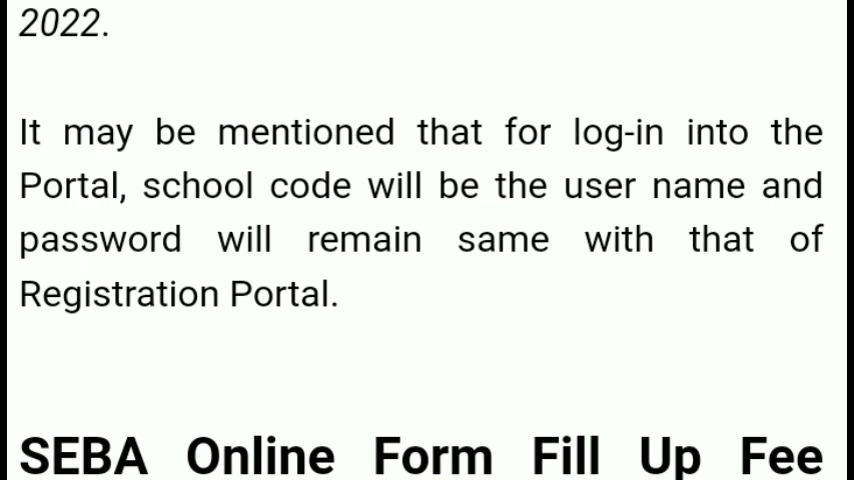 2022.
It may be mentioned that for log-in into the
Portal, school code will be the user name and
password will remain same with that of
Registration Portal.
SEBA Online Form Fill Up Fee